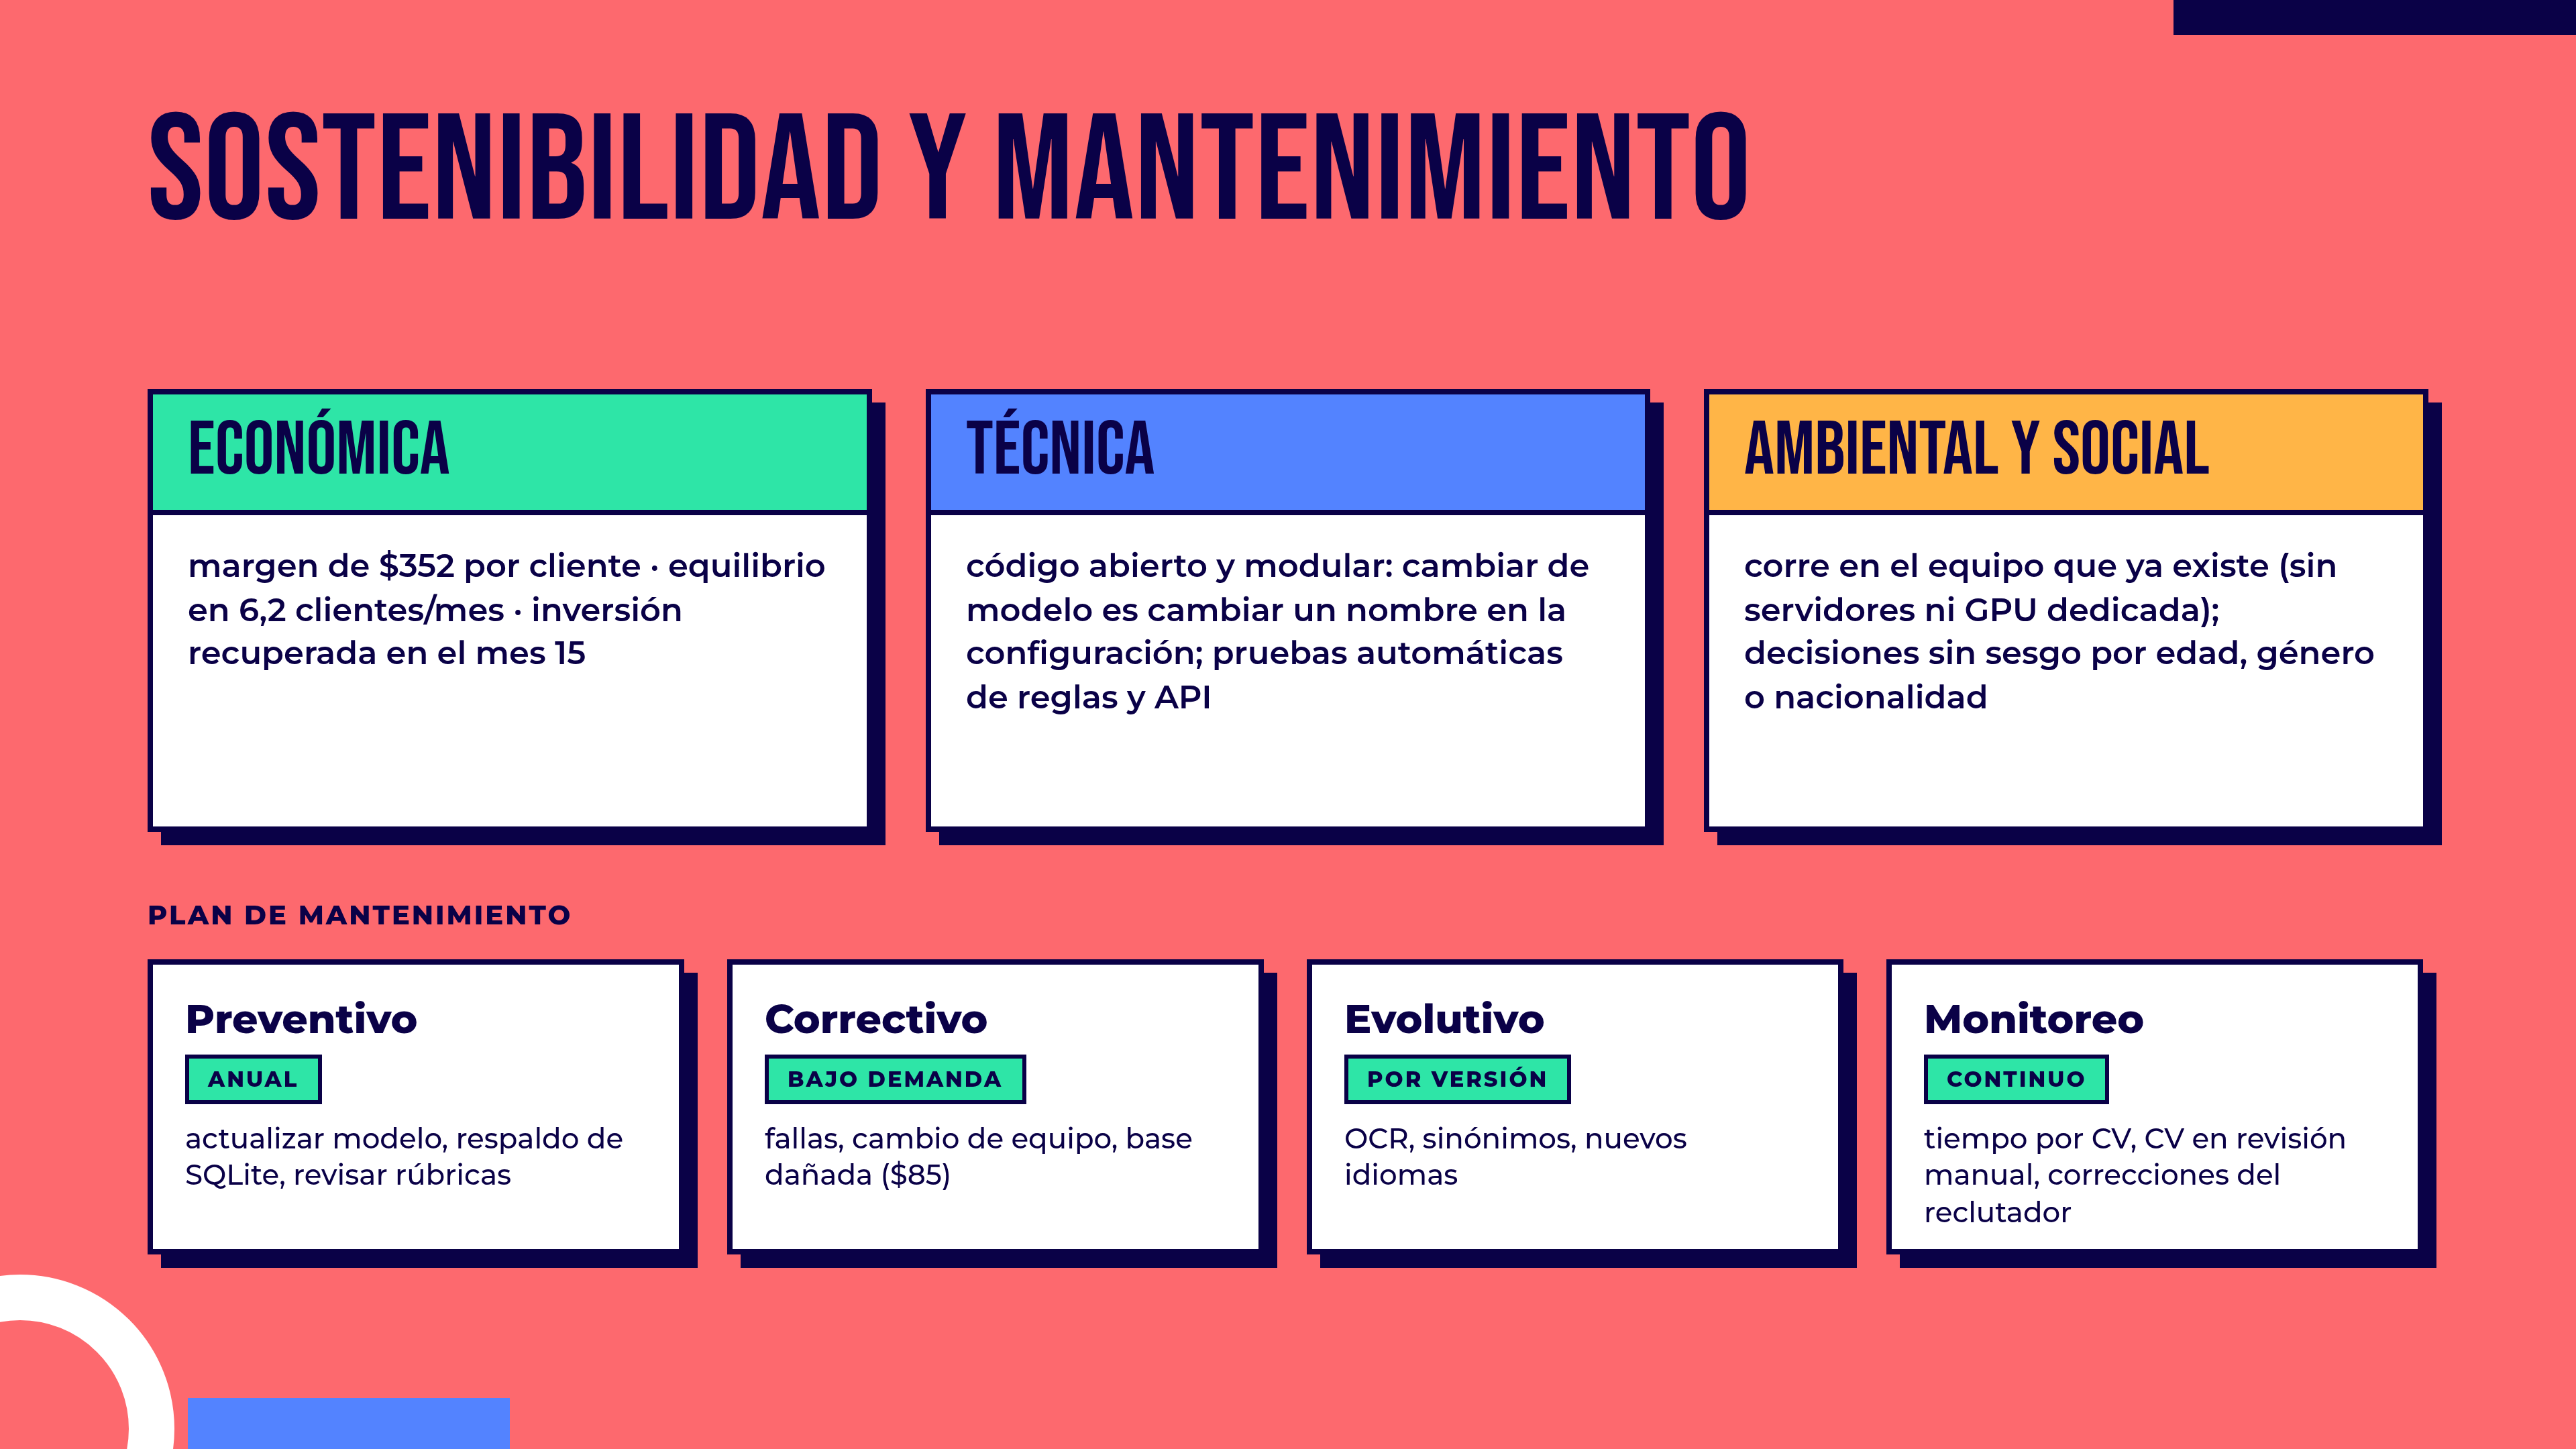 SOSTENIBILIDAD Y MANTENIMIENTO
ECONÓMICA
margen de $352 por cliente · equilibrio
en 6,2 clientes/mes · inversión
recuperada en el mes 15
TÉCNICA
código abierto y modular: cambiar de
modelo es cambiar un nombre en la
configuración; pruebas automáticas
de reglas y API
AMBIENTAL Y SOCIAL
corre en el equipo que ya existe (sin
servidores ni GPU dedicada);
decisiones sin sesgo por edad, género
o nacionalidad
PLAN DE MANTENIMIENTO
Preventivo
ANUAL
actualizar modelo, respaldo de
SQLite, revisar rúbricas
Correctivo
BAJO DEMANDA
fallas, cambio de equipo, base
dañada ($85)
Evolutivo
POR VERSIÓN
OCR, sinónimos, nuevos
idiomas
Monitoreo
CONTINUO
tiempo por CV, CV en revisión
manual, correcciones del
reclutador